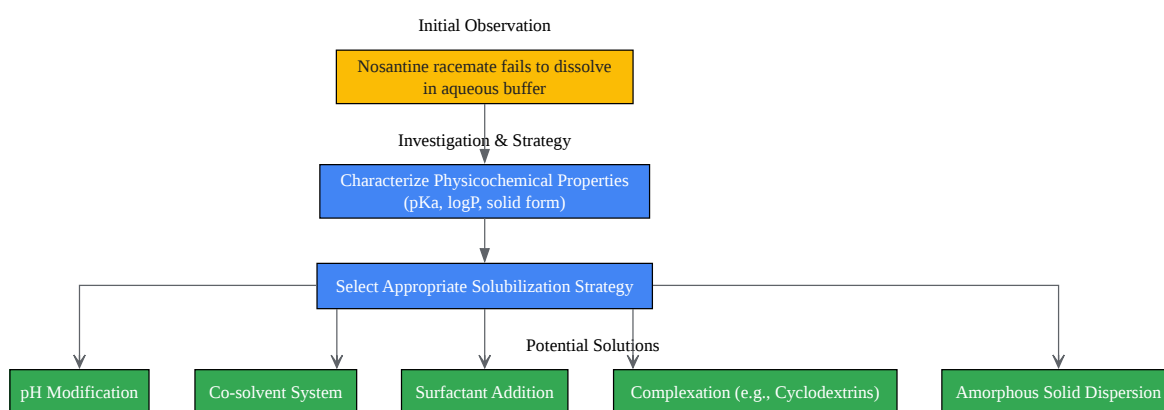 Initial Observation
Nosantine racemate fails to dissolve
in aqueous buffer
Investigation & Strategy
Characterize Physicochemical Properties
(pKa, logP, solid form)
Select Appropriate Solubilization Strategy
Potential Solutions
pH Modification
Co-solvent System
Surfactant Addition
Complexation (e.g., Cyclodextrins)
Amorphous Solid Dispersion